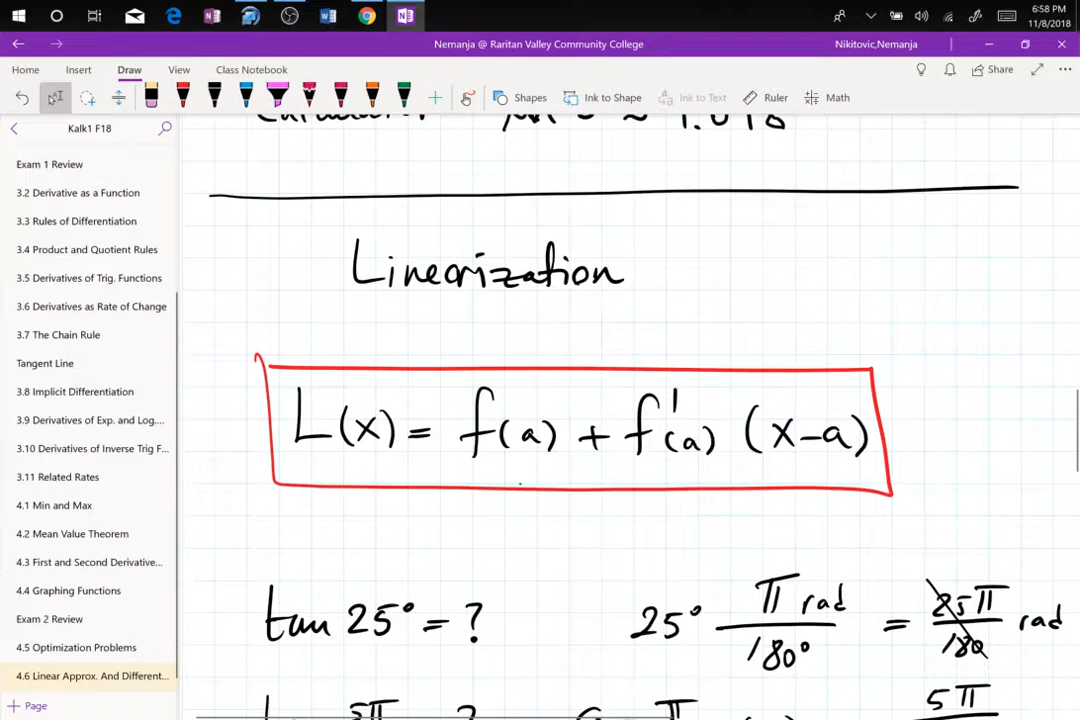 6:58 PM
11/8/2018
Nemanja @ Raritan Valley Community College
Nikitovic,Nemanja
Home Insert Draw View Class Notebook
Share
Shapes Ink to Shape Ink to Text Ruler Math
Kalk1 F18
Exam 1 Review
3.2 Derivative as a Function
3.3 Rules of Differentiation
3.4 Product and Quotient Rules
3.5 Derivatives of Trig. Functions
3.6 Derivatives as Rate of Change
3.7 The Chain Rule
Tangent Line
3.8 Implicit Differentiation
3.9 Derivatives of Exp. and Log,...
3.10 Derivatives of Inverse Trig F...
3.11 Related Rates
4.1 Min and Max
4.2 Mean Value Theorem
4.3 First and Second Derivative...
4.4 Graphing Functions
Exam 2 Review
4.5 Optimization Problems
4.6 Linear Approx. And Different...
Page
Linearization
L(x) = f(a) + f'(a) (x-a)
tan 25° = ? 25° π rad / 180° = 25π / 180 rad
5π